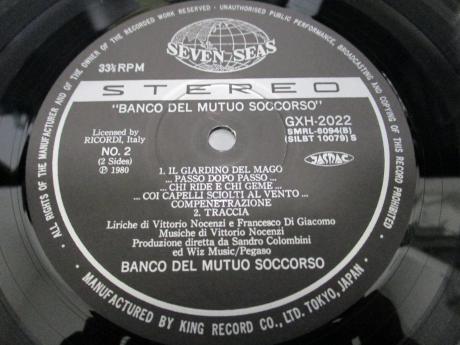 ALL RIGHTS OF THE MANUFACTURER AND OF THE OWNER OF THE RECORDED WORK RESERVED · UNAUTHORISED PUBLIC PERFORMANCE, BROADCASTING AND COPYING OF THIS RECORD PROHIBITED
SEVEN-SEAS
33⅓ RPM
STEREO
"BANCO DEL MUTUO SOCCORSO"
Licensed by
RICORDI, Italy
NO. 2
(2 Sides)
Ⓟ 1980
GXH-2022
SMRL-6094(B)
(SILBT 10079) S
JASRAC
1. IL GIARDINO DEL MAGO
... PASSO DOPO PASSO ...
... CHI RIDE E CHI GEME ...
... COI CAPELLI SCIOLTI AL VENTO ...
COMPENETRAZIONE
2. TRACCIA
Liriche di Vittorio Nocenzi e Francesco Di Giacomo
Musiche di Vittorio Nocenzi
Produzione diretta da Sandro Colombini
ed Wiz Music/Pegaso
BANCO DEL MUTUO SOCCORSO
· MANUFACTURED BY KING RECORD CO., LTD. TOKYO, JAPAN ·